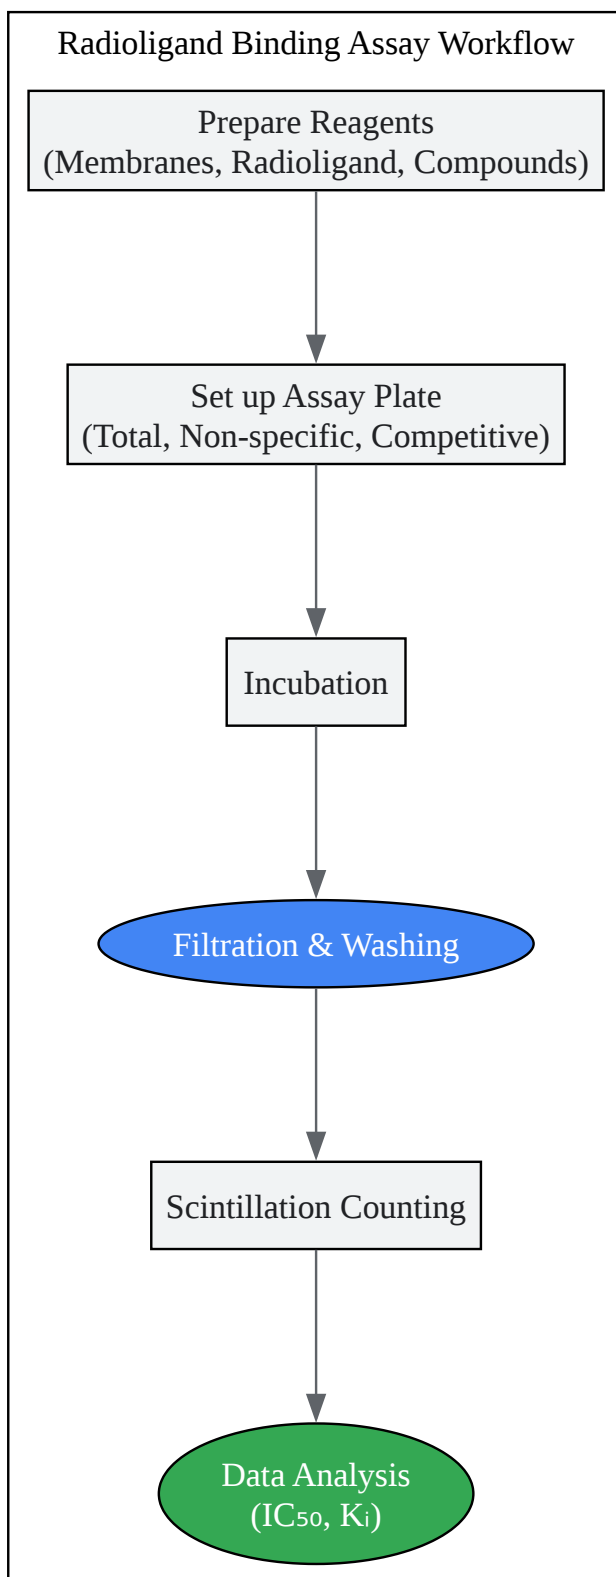 Radioligand Binding Assay Workflow
Prepare Reagents
(Membranes, Radioligand, Compounds)
Set up Assay Plate
(Total, Non-specific, Competitive)
Incubation
Filtration & Washing
Scintillation Counting
Data Analysis
(IC₅₀, Kᵢ)